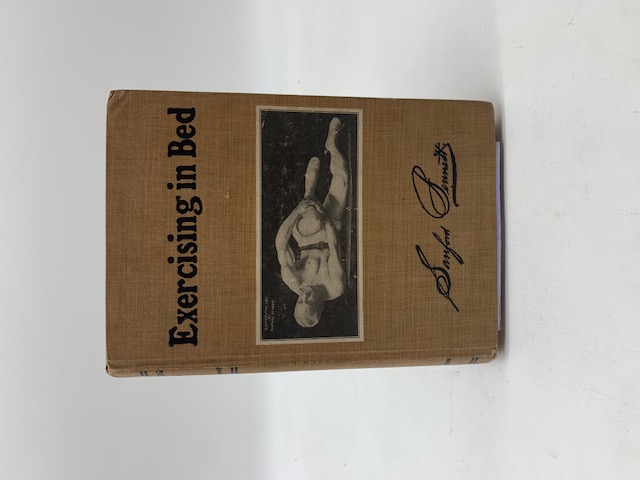 Exercising in Bed
Sanford Bennett